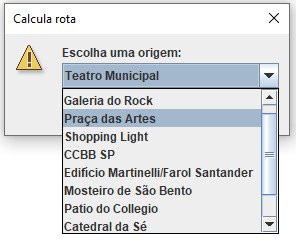 Calcula rota
Escolha uma origem:
Teatro Municipal
Galeria do Rock
Praça das Artes
Shopping Light
CCBB SP
Edifício Martinelli/Farol Santander
Mosteiro de São Bento
Patio do Collegio
Catedral da Sé